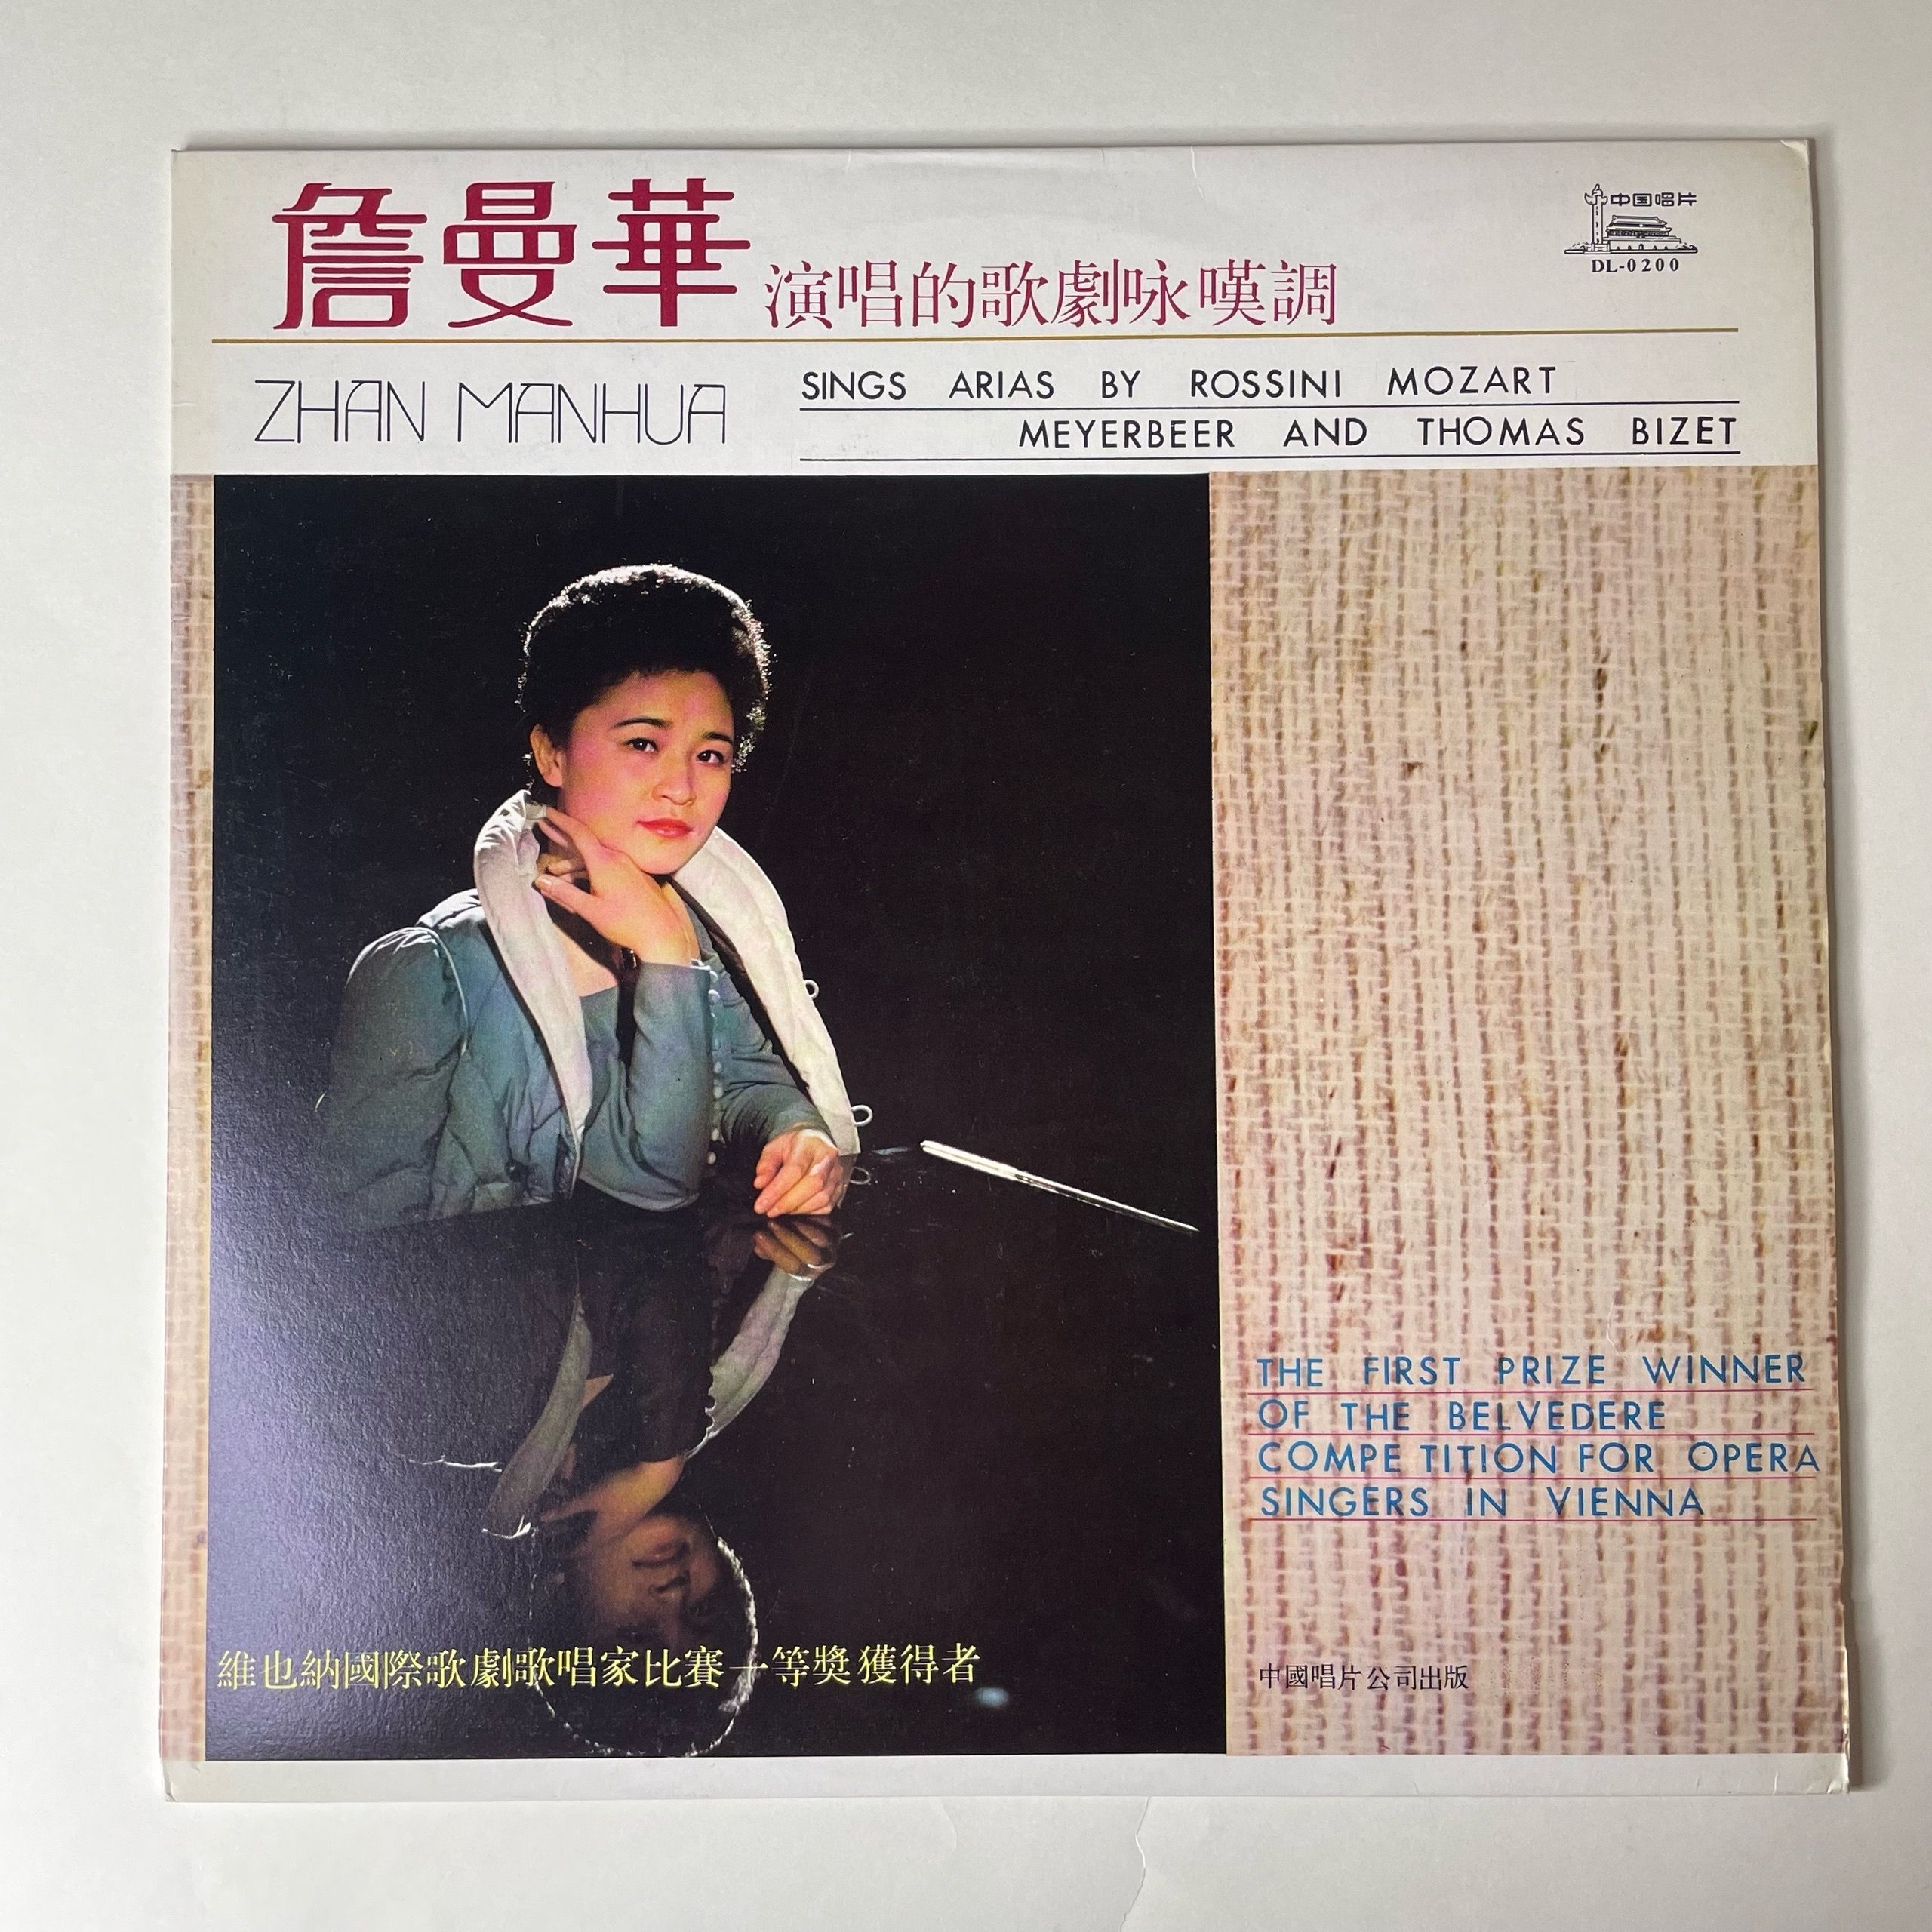 詹曼華 演唱的歌劇咏嘆調
中国唱片
DL-0200
ZHAN MANHUA
SINGS ARIAS BY ROSSINI MOZART
MEYERBEER AND THOMAS BIZET
THE FIRST PRIZE WINNER
OF THE BELVEDERE
COMPE TITION FOR OPERA
SINGERS IN VIENNA
維也納國際歌劇歌唱家比賽一等獎獲得者
中國唱片公司出版